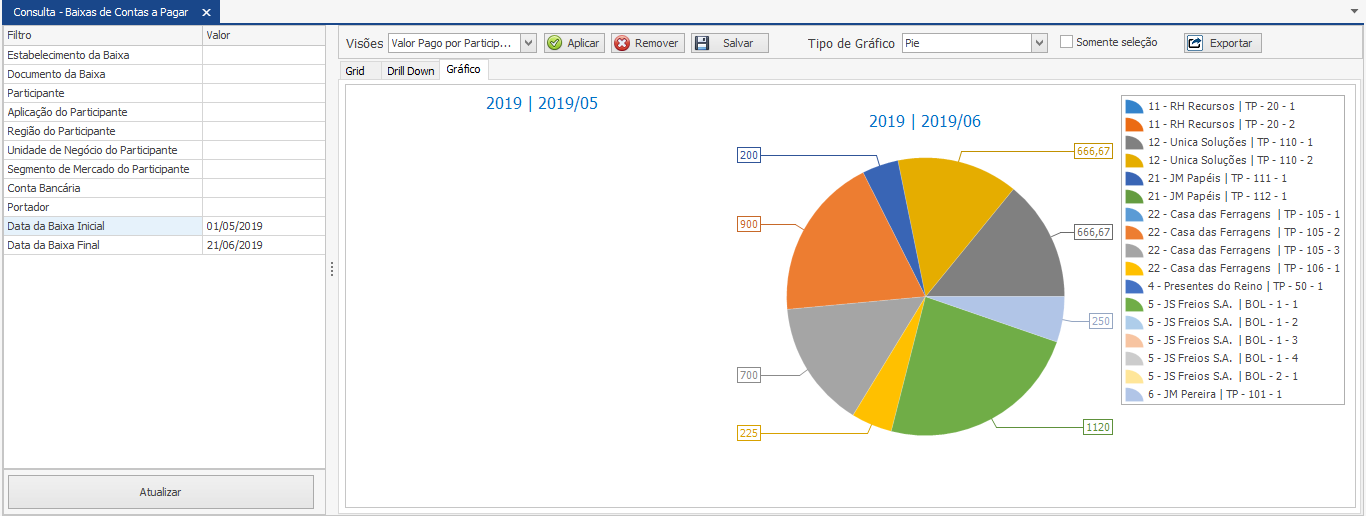 Consulta - Baixas de Contas a Pagar
Filtro Valor
Estabelecimento da Baixa
Documento da Baixa
Participante
Aplicação do Participante
Região do Participante
Unidade de Negócio do Participante
Segmento de Mercado do Participante
Conta Bancária
Portador
Data da Baixa Inicial 01/05/2019
Data da Baixa Final 21/06/2019
Atualizar
Visões Valor Pago por Particip... Aplicar Remover Salvar Tipo de Gráfico Pie Somente seleção Exportar
Grid Drill Down Gráfico
2019 | 2019/05
2019 | 2019/06
200
666,67
900
666,67
250
700
225
1120
11 - RH Recursos | TP - 20 - 1
11 - RH Recursos | TP - 20 - 2
12 - Unica Soluções | TP - 110 - 1
12 - Unica Soluções | TP - 110 - 2
21 - JM Papéis | TP - 111 - 1
21 - JM Papéis | TP - 112 - 1
22 - Casa das Ferragens | TP - 105 - 1
22 - Casa das Ferragens | TP - 105 - 2
22 - Casa das Ferragens | TP - 105 - 3
22 - Casa das Ferragens | TP - 106 - 1
4 - Presentes do Reino | TP - 50 - 1
5 - JS Freios S.A. | BOL - 1 - 1
5 - JS Freios S.A. | BOL - 1 - 2
5 - JS Freios S.A. | BOL - 1 - 3
5 - JS Freios S.A. | BOL - 1 - 4
5 - JS Freios S.A. | BOL - 2 - 1
6 - JM Pereira | TP - 101 - 1